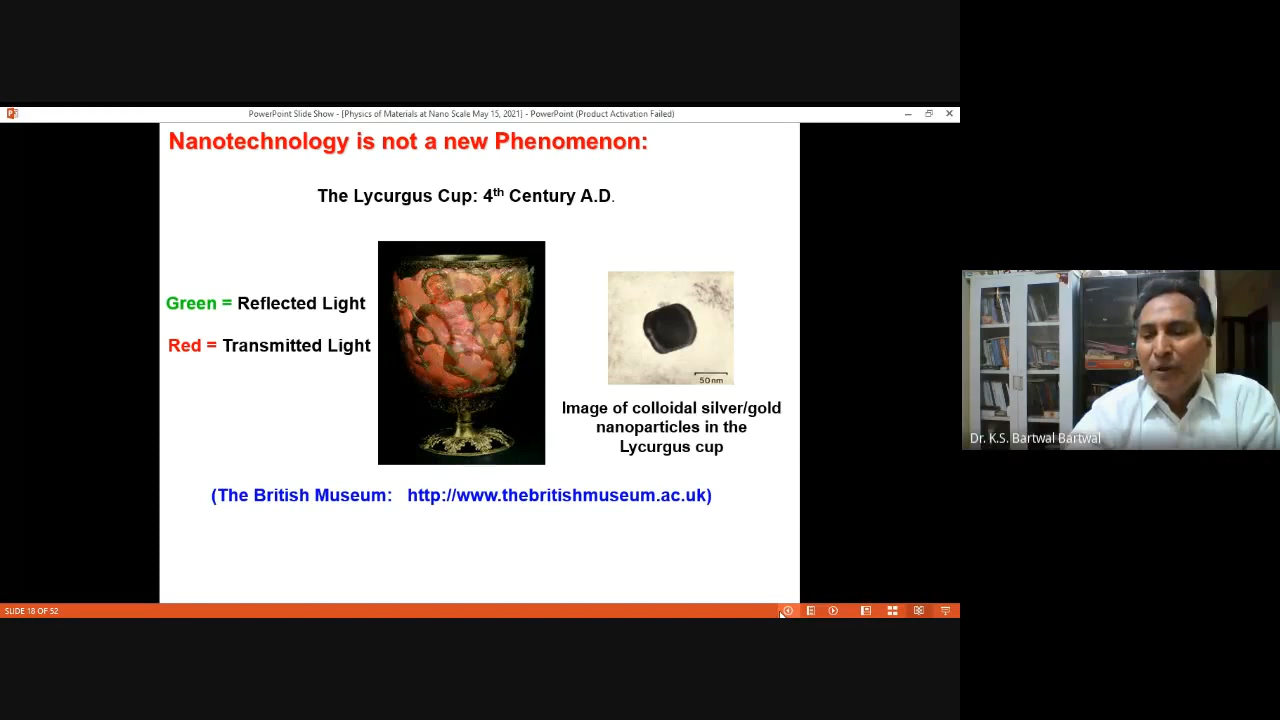 PowerPoint Slide Show - [Physics of Materials at Nano Scale May 15, 2021] - PowerPoint (Product Activation Failed)
Nanotechnology is not a new Phenomenon:
The Lycurgus Cup: 4th Century A.D.
Green = Reflected Light
Red = Transmitted Light
50 nm
Image of colloidal silver/gold
nanoparticles in the
Lycurgus cup
(The British Museum: http://www.thebritishmuseum.ac.uk)
Dr. K.S. Bartwal Bartwal
SLIDE 18 OF 52